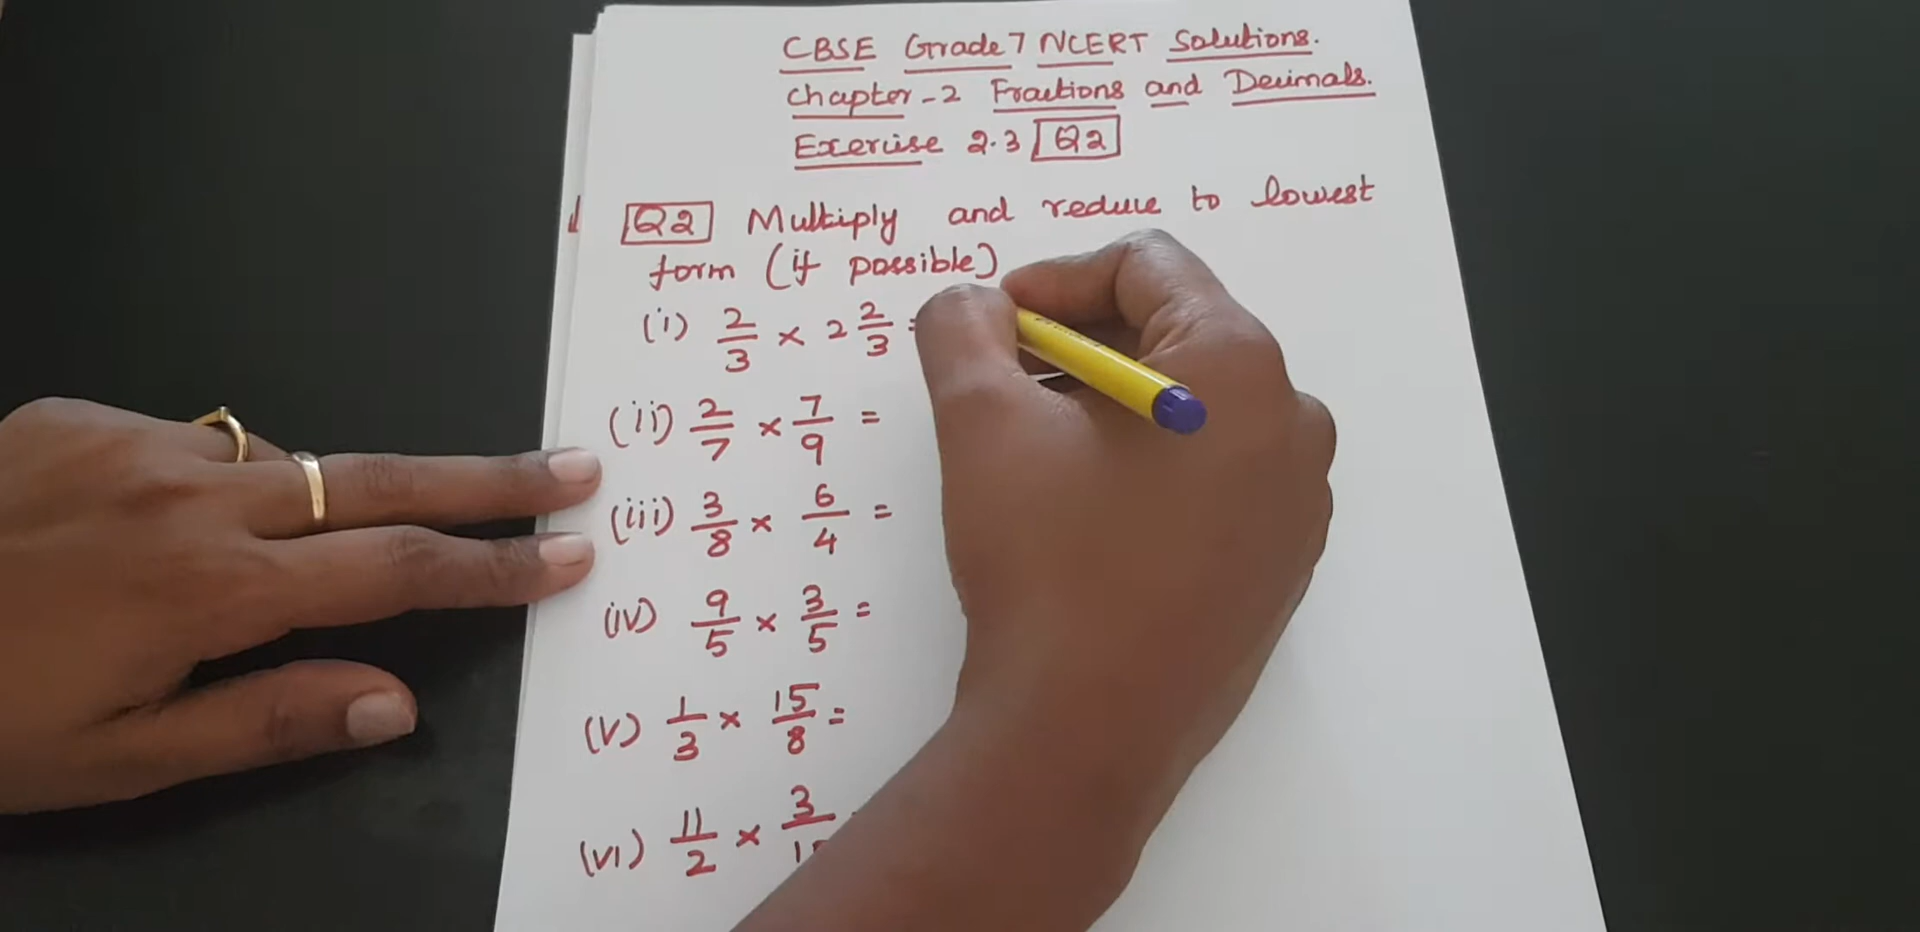 CBSE Grade 7 NCERT Solutions.
Chapter-2 Fractions and Decimals.
Exercise 2.3 Q2
Q2 Multiply and reduce to lowest
form (if possible)
(i) 2/3 × 2 2/3 =
(ii) 2/7 × 7/9 =
(iii) 3/8 × 6/4 =
(iv) 9/5 × 3/5 =
(v) 1/3 × 15/8 =
(vi) 11/2 × 3/